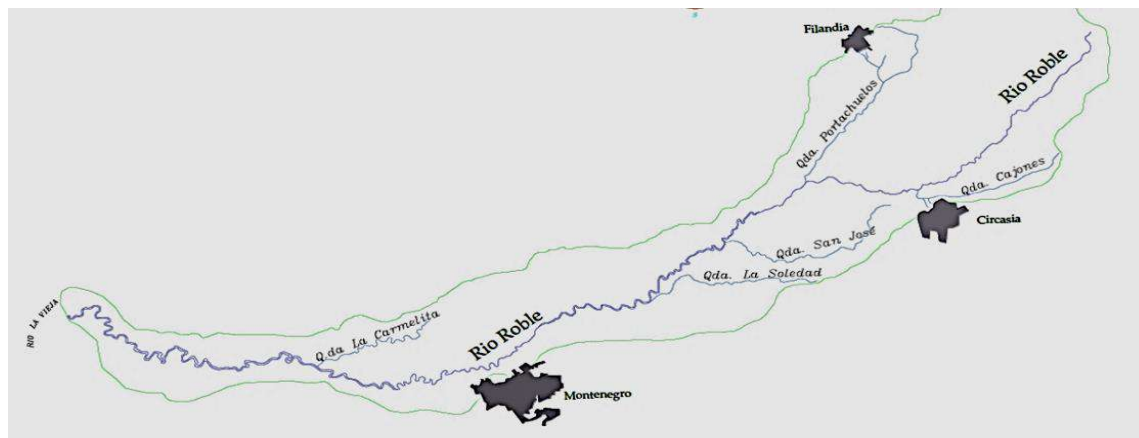 Filandia
Rio Roble
Qda. Portachuelos
Qda. Cajones
Circasia
Qda. San José
Qda. La Soledad
RIO LA VIEJA
Q.da La Carmelita
Rio Roble
Montenegro